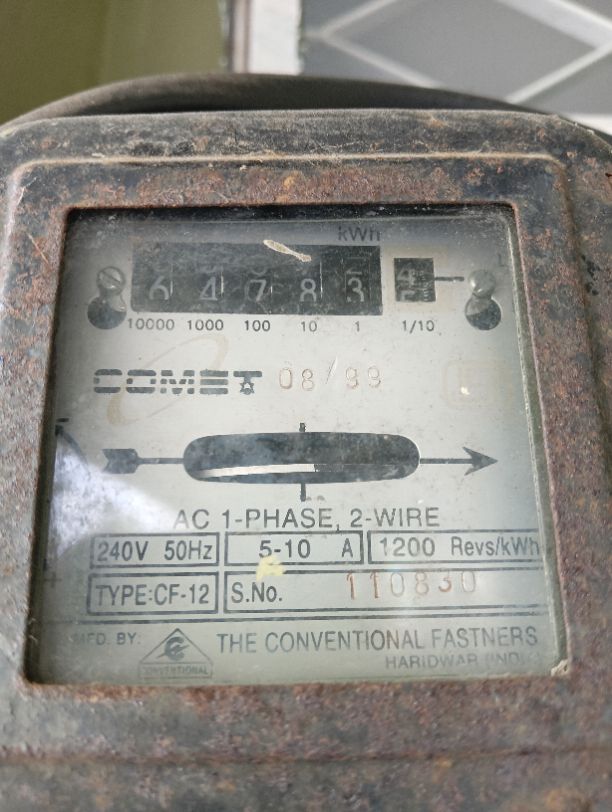 kWh
6 4 7 8 3
10000 1000 100 10 1 1/10
COMET 08/99
AC 1-PHASE, 2-WIRE
240V 50Hz 5-10 A 1200 Revs/kWh
TYPE:CF-12 S.No. 110830
MFD. BY: THE CONVENTIONAL FASTNERS
CONVENTIONAL HARIDWAR (INDIA)